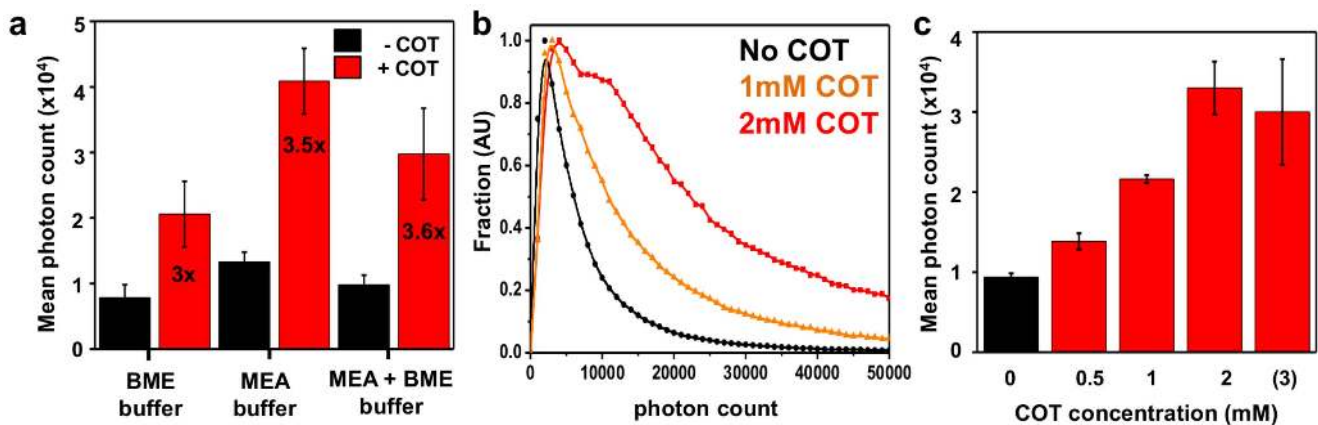 a
Mean photon count (x10⁴)
5
4
3
2
1
0
- COT
+ COT
3x
3.5x
3.6x
BME
buffer
MEA
buffer
MEA + BME
buffer
b
Fraction (AU)
1.0
0.8
0.6
0.4
0.2
0.0
No COT
1mM COT
2mM COT
0 10000 20000 30000 40000 50000
photon count
c
Mean photon count (x10⁴)
4
3
2
1
0
0 0.5 1 2 (3)
COT concentration (mM)